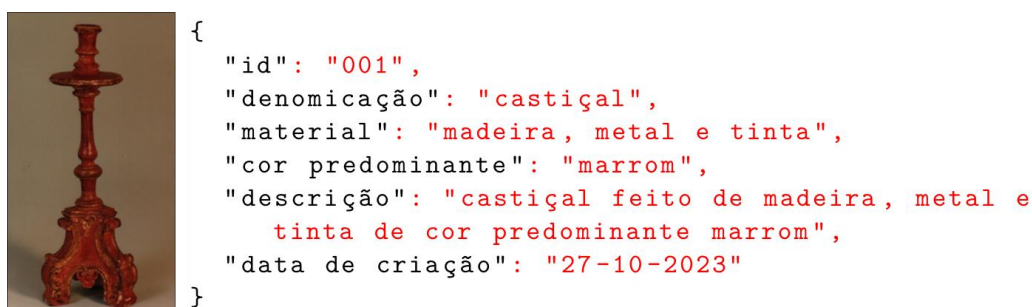 {
"id": "001",
"denomicação": "castiçal",
"material": "madeira, metal e tinta",
"cor predominante": "marrom",
"descrição": "castiçal feito de madeira, metal e
tinta de cor predominante marrom",
"data de criação": "27-10-2023"
}